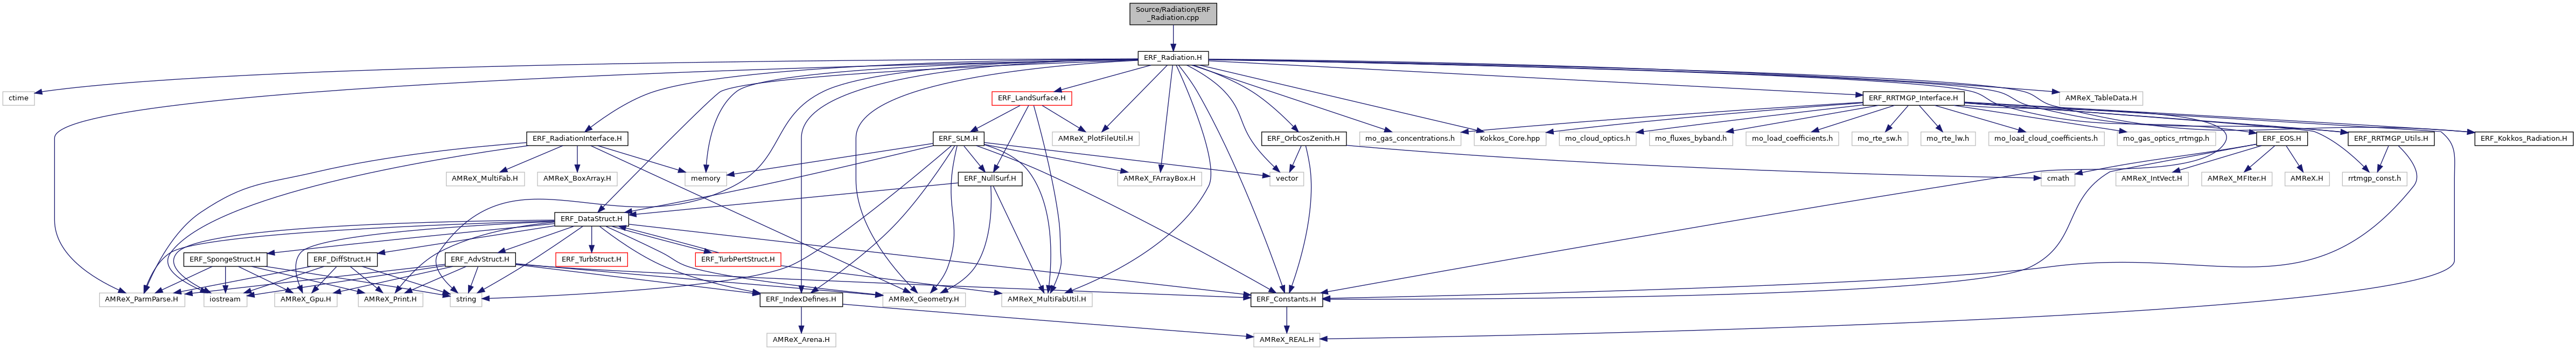 Source/Radiation/ERF
_Radiation.cpp
ERF_Radiation.H
ctime
ERF_LandSurface.H
ERF_RRTMGP_Interface.H
AMReX_TableData.H
ERF_RadiationInterface.H
ERF_SLM.H
AMReX_PlotFileUtil.H
ERF_OrbCosZenith.H
mo_gas_concentrations.h
Kokkos_Core.hpp
mo_cloud_optics.h
mo_fluxes_byband.h
mo_load_coefficients.h
mo_rte_sw.h
mo_rte_lw.h
mo_load_cloud_coefficients.h
mo_gas_optics_rrtmgp.h
ERF_EOS.H
ERF_RRTMGP_Utils.H
ERF_Kokkos_Radiation.H
AMReX_MultiFab.H
AMReX_BoxArray.H
memory
ERF_NullSurf.H
AMReX_FArrayBox.H
vector
cmath
AMReX_IntVect.H
AMReX_MFIter.H
AMReX.H
rrtmgp_const.h
ERF_DataStruct.H
ERF_SpongeStruct.H
ERF_DiffStruct.H
ERF_AdvStruct.H
ERF_TurbStruct.H
ERF_TurbPertStruct.H
AMReX_ParmParse.H
iostream
AMReX_Gpu.H
AMReX_Print.H
string
ERF_IndexDefines.H
AMReX_Geometry.H
AMReX_MultiFabUtil.H
ERF_Constants.H
AMReX_Arena.H
AMReX_REAL.H